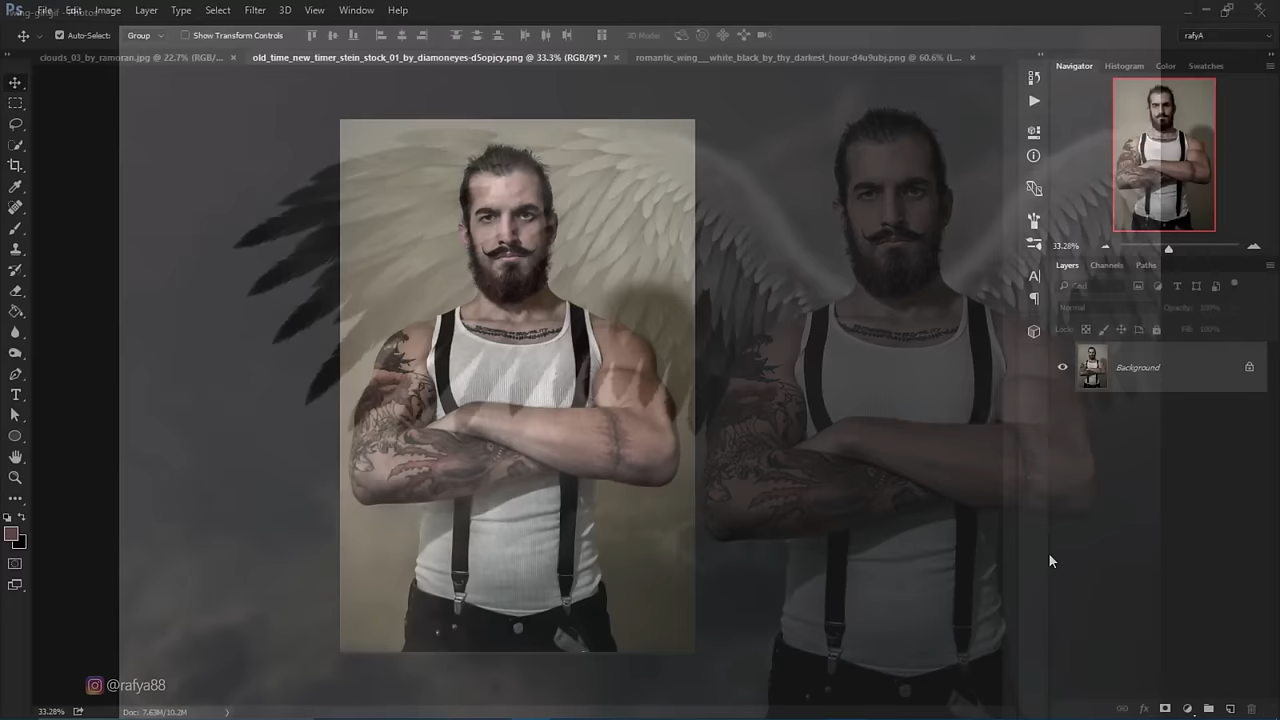 Ps File Edit Image Layer Type Select Filter 3D View Window Help
Auto-Select: Group Show Transform Controls 3D Mode: rafyA
clouds_03_by_ramoran.jpg @ 22.7% (RGB/... × old_time_new_timer_stein_stock_01_by_diamoneyes-d5opjcy.png @ 33.3% (RGB/8*) * × romantic_wing___white_black_by_thy_darkest_hour-d4u9ubj.png @ 60.6% (L... ×
Navigator Histogram Color Swatches
33.28%
Layers Channels Paths
Kind
Normal Opacity: 100%
Lock: Fill: 100%
Background
@rafya88
33.28% Doc: 7.63M/10.2M